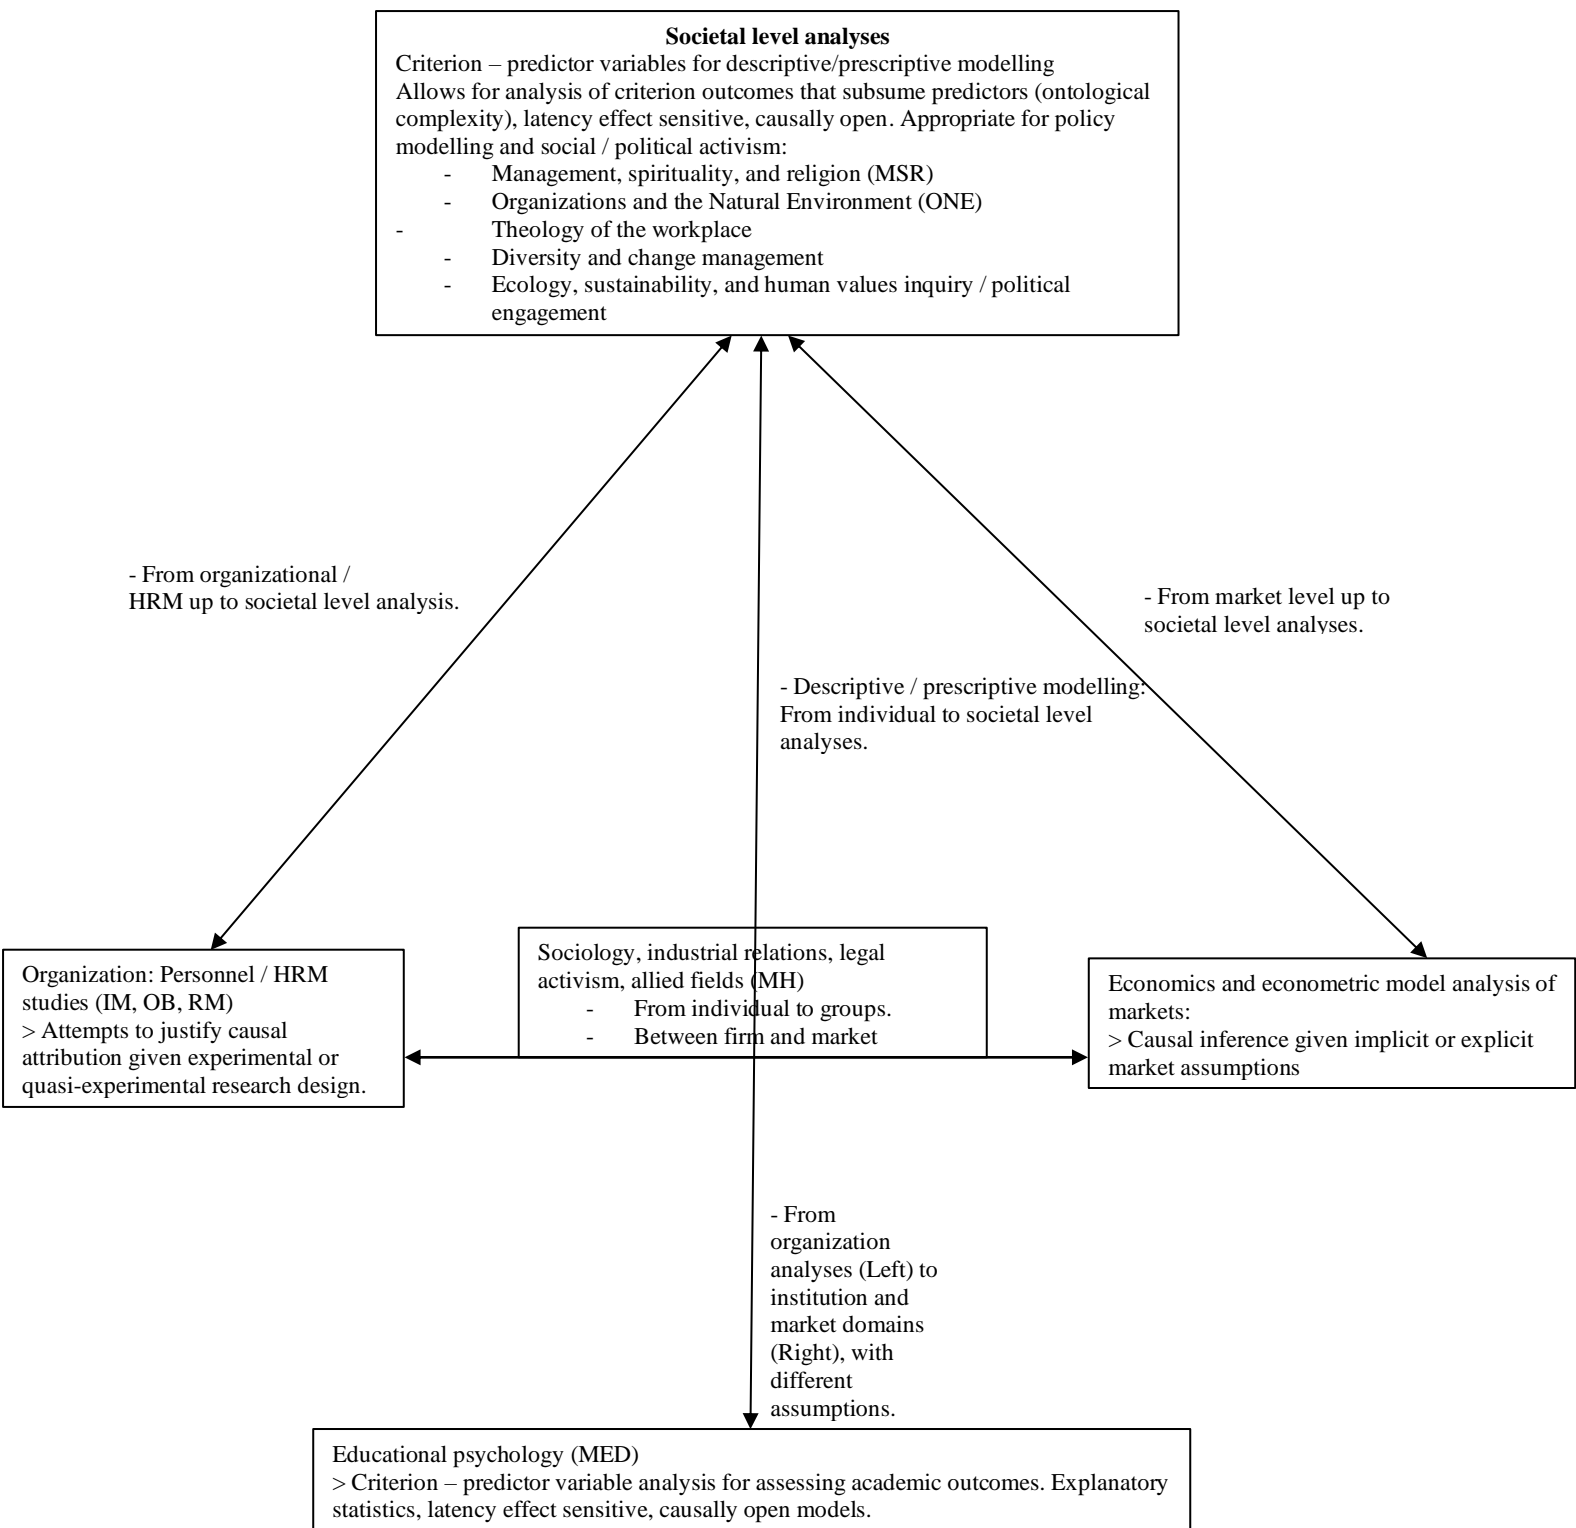 Societal level analyses
Criterion – predictor variables for descriptive/prescriptive modelling
Allows for analysis of criterion outcomes that subsume predictors (ontological
complexity), latency effect sensitive, causally open. Appropriate for policy
modelling and social / political activism:
- Management, spirituality, and religion (MSR)
- Organizations and the Natural Environment (ONE)
- Theology of the workplace
- Diversity and change management
- Ecology, sustainability, and human values inquiry / political
engagement
- From organizational /
HRM up to societal level analysis.
- From market level up to
societal level analyses.
- Descriptive / prescriptive modelling:
From individual to societal level
analyses.
Organization: Personnel / HRM
studies (IM, OB, RM)
> Attempts to justify causal
attribution given experimental or
quasi-experimental research design.
Sociology, industrial relations, legal
activism, allied fields (MH)
- From individual to groups.
- Between firm and market
Economics and econometric model analysis of
markets:
> Causal inference given implicit or explicit
market assumptions
- From
organization
analyses (Left) to
institution and
market domains
(Right), with
different
assumptions.
Educational psychology (MED)
> Criterion – predictor variable analysis for assessing academic outcomes. Explanatory
statistics, latency effect sensitive, causally open models.